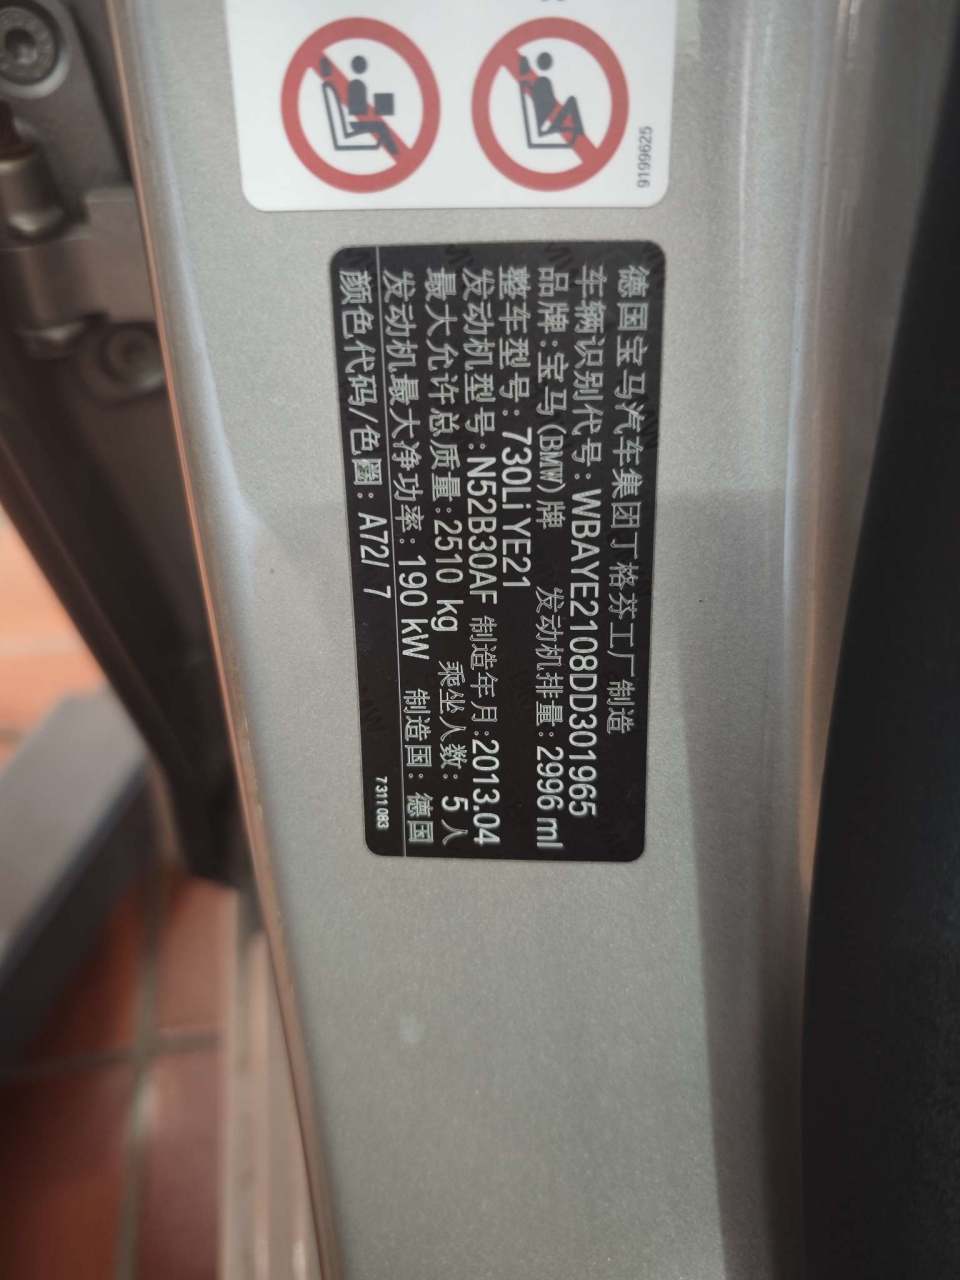 9199625
德国宝马汽车集团丁格芬工厂制造
车辆识别代号:WBAYE2108DD301965
品牌:宝马(BMW)牌 发动机排量:2996 ml
整车型号:730Li YE21
发动机型号:N52B30AF 制造年月:2013.04
最大允许总质量:2510 kg 乘坐人数:5人
发动机最大净功率:190 kW 制造国:德国
颜色代码/色圈:A72/ 7
7311 083